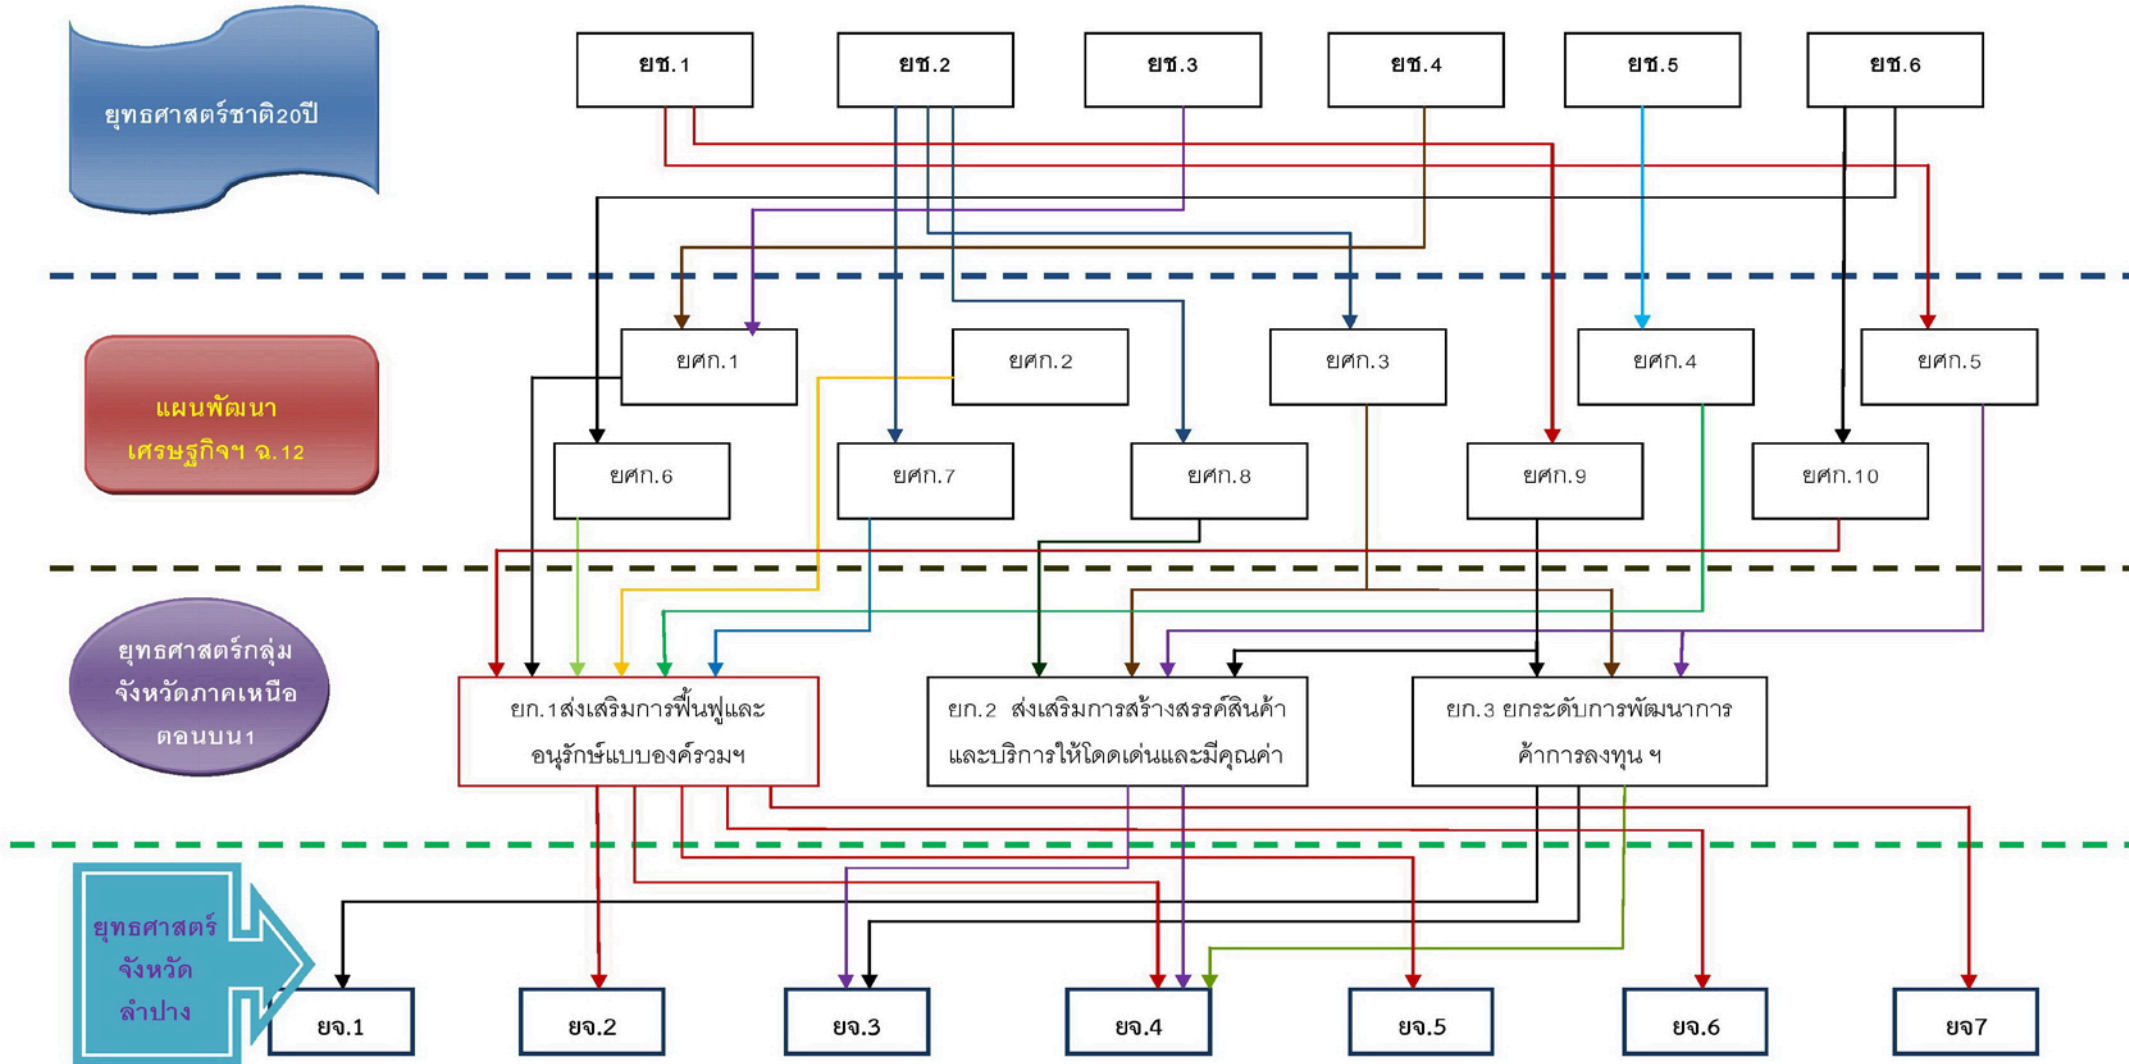 ยุทธศาสตร์ชาติ20ปี
ยช.1
ยช.2
ยช.3
ยช.4
ยช.5
ยช.6
แผนพัฒนา
เศรษฐกิจฯ ฉ.12
ยศก.1
ยศก.2
ยศก.3
ยศก.4
ยศก.5
ยศก.6
ยศก.7
ยศก.8
ยศก.9
ยศก.10
ยุทธศาสตร์กลุ่ม
จังหวัดภาคเหนือ
ตอนบน1
ยก.1ส่งเสริมการฟื้นฟูและ
อนุรักษ์แบบองค์รวมฯ
ยก.2 ส่งเสริมการสร้างสรรค์สินค้า
และบริการให้โดดเด่นและมีคุณค่า
ยก.3 ยกระดับการพัฒนาการ
ค้าการลงทุน ฯ
ยุทธศาสตร์
จังหวัด
ลำปาง
ยจ.1
ยจ.2
ยจ.3
ยจ.4
ยจ.5
ยจ.6
ยจ7